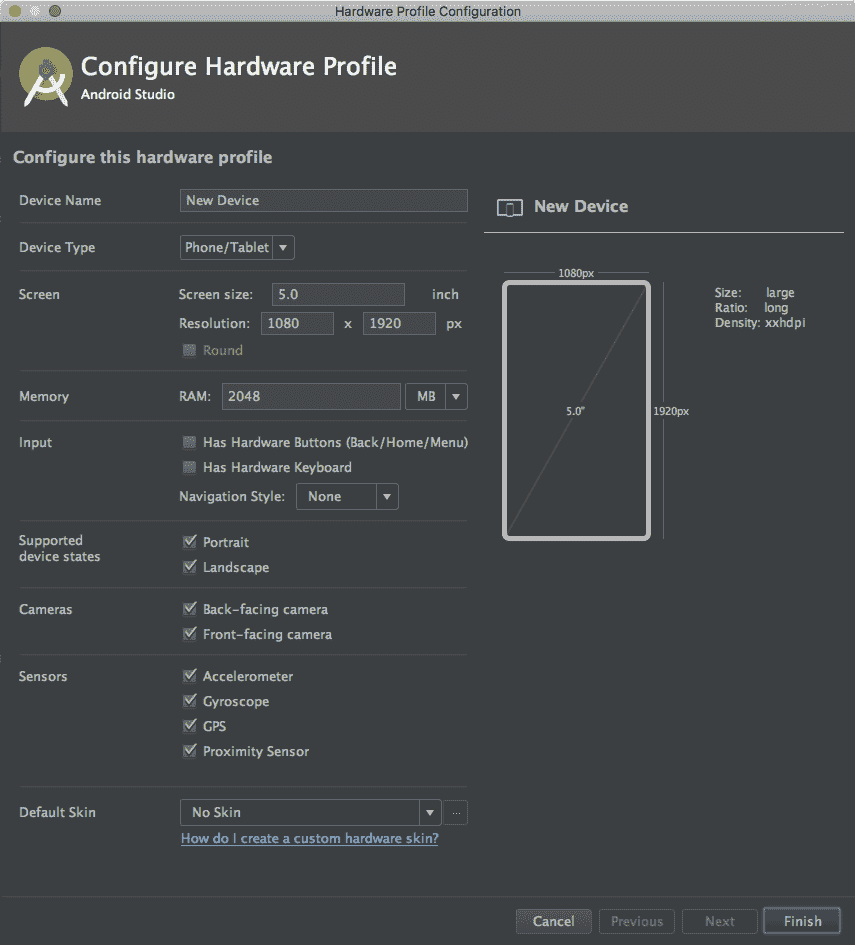 Hardware Profile Configuration
Configure Hardware Profile
Android Studio
Configure this hardware profile
Device Name New Device
Device Type Phone/Tablet
Screen Screen size: 5.0 inch
Resolution: 1080 x 1920 px
Round
Memory RAM: 2048 MB
Input Has Hardware Buttons (Back/Home/Menu)
Has Hardware Keyboard
Navigation Style: None
Supported
device states
Portrait
Landscape
Cameras Back-facing camera
Front-facing camera
Sensors Accelerometer
Gyroscope
GPS
Proximity Sensor
Default Skin No Skin ...
How do I create a custom hardware skin?
New Device
1080px
5.0"
1920px
Size: large
Ratio: long
Density: xxhdpi
Cancel Previous Next Finish